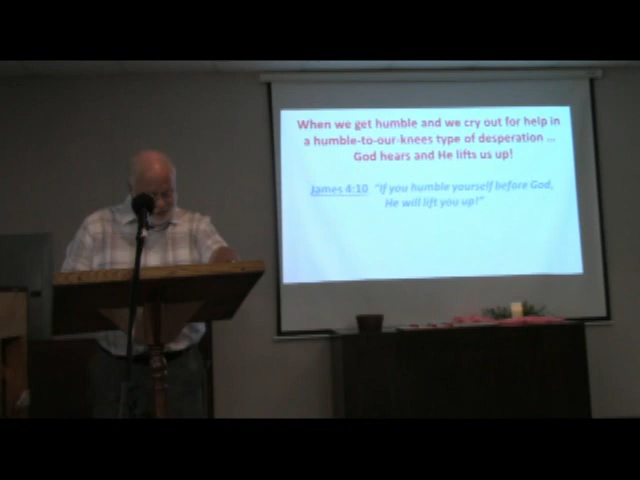 When we get humble and we cry out for help in
a humble-to-our-knees type of desperation ...
God hears and He lifts us up!
James 4:10 "If you humble yourself before God,
He will lift you up!"